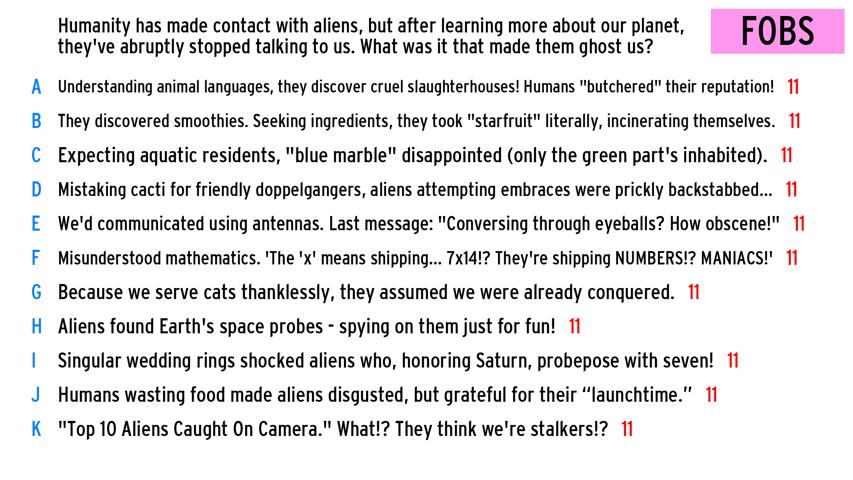 Humanity has made contact with aliens, but after learning more about our planet,
they've abruptly stopped talking to us. What was it that made them ghost us?
FOBS
A Understanding animal languages, they discover cruel slaughterhouses! Humans "butchered" their reputation! 11
B They discovered smoothies. Seeking ingredients, they took "starfruit" literally, incinerating themselves. 11
C Expecting aquatic residents, "blue marble" disappointed (only the green part's inhabited). 11
D Mistaking cacti for friendly doppelgangers, aliens attempting embraces were prickly backstabbed... 11
E We'd communicated using antennas. Last message: "Conversing through eyeballs? How obscene!" 11
F Misunderstood mathematics. 'The 'x' means shipping... 7x14!? They're shipping NUMBERS!? MANIACS!' 11
G Because we serve cats thanklessly, they assumed we were already conquered. 11
H Aliens found Earth's space probes - spying on them just for fun! 11
I Singular wedding rings shocked aliens who, honoring Saturn, probepose with seven! 11
J Humans wasting food made aliens disgusted, but grateful for their “launchtime.” 11
K "Top 10 Aliens Caught On Camera." What!? They think we're stalkers!? 11